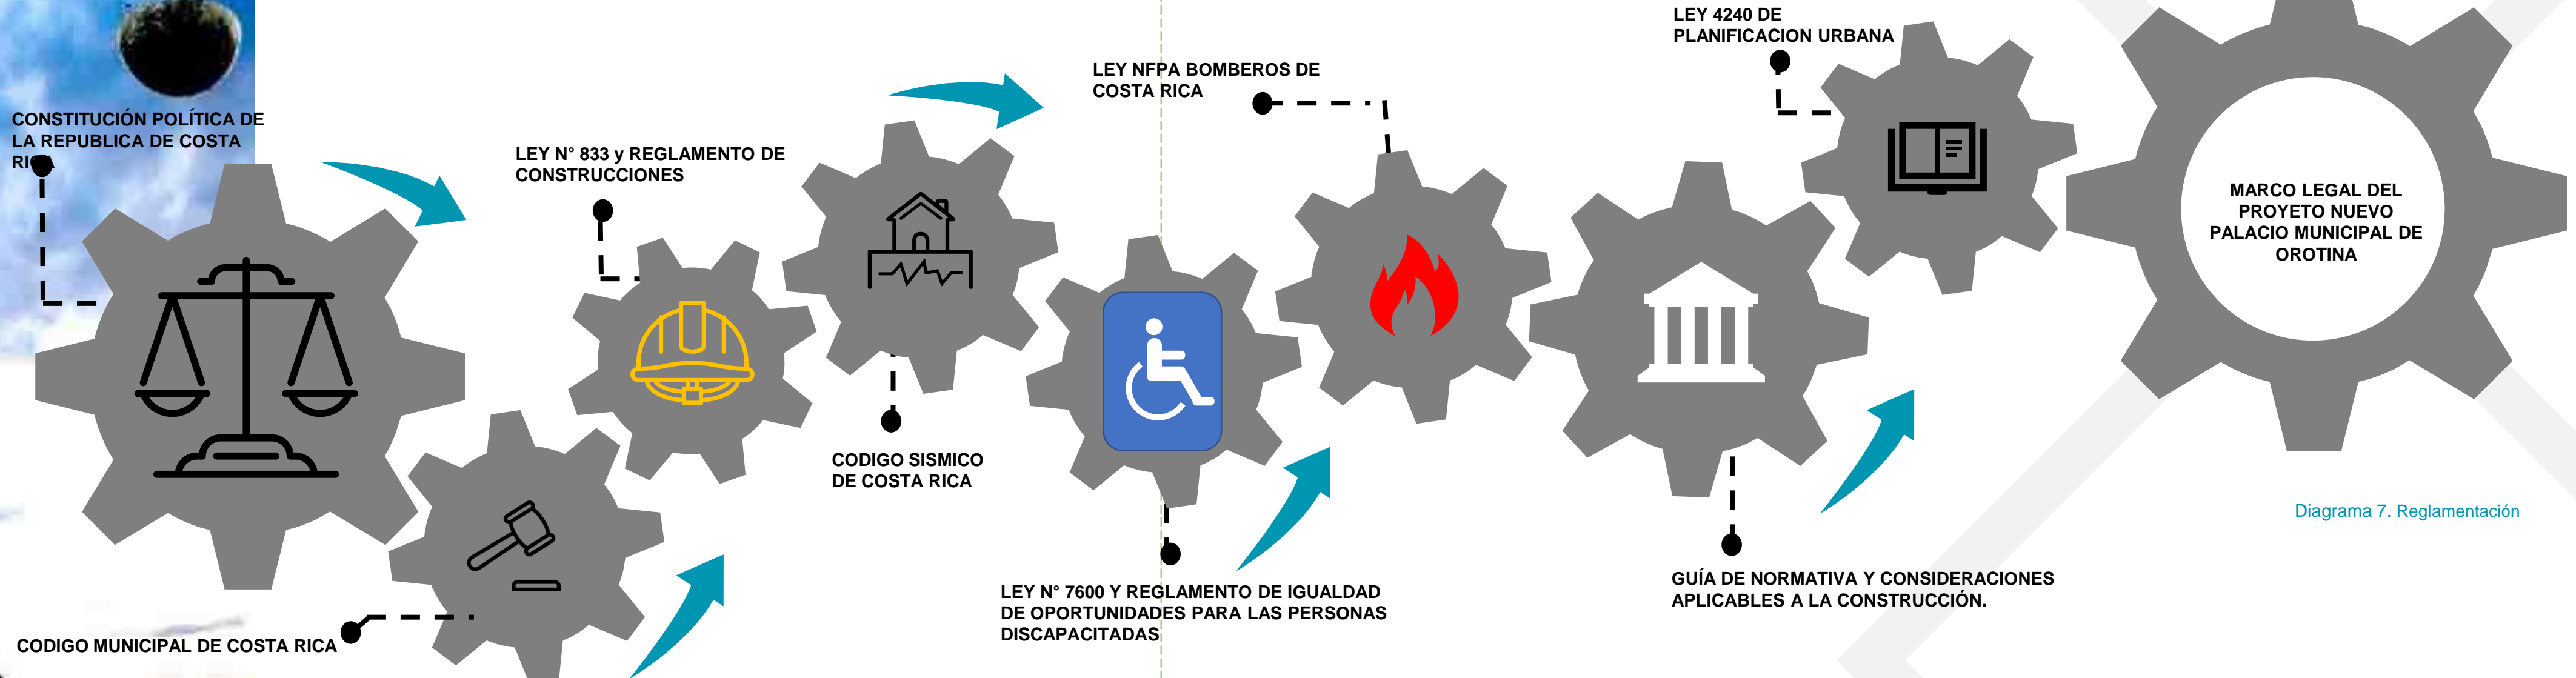 CONSTITUCIÓN POLÍTICA DE
LA REPUBLICA DE COSTA
RICA
CODIGO MUNICIPAL DE COSTA RICA
LEY N° 833 y REGLAMENTO DE
CONSTRUCCIONES
CODIGO SISMICO
DE COSTA RICA
LEY N° 7600 Y REGLAMENTO DE IGUALDAD
DE OPORTUNIDADES PARA LAS PERSONAS
DISCAPACITADAS
LEY NFPA BOMBEROS DE
COSTA RICA
GUÍA DE NORMATIVA Y CONSIDERACIONES
APLICABLES A LA CONSTRUCCIÓN.
LEY 4240 DE
PLANIFICACION URBANA
MARCO LEGAL DEL
PROYETO NUEVO
PALACIO MUNICIPAL DE
OROTINA
Diagrama 7. Reglamentación